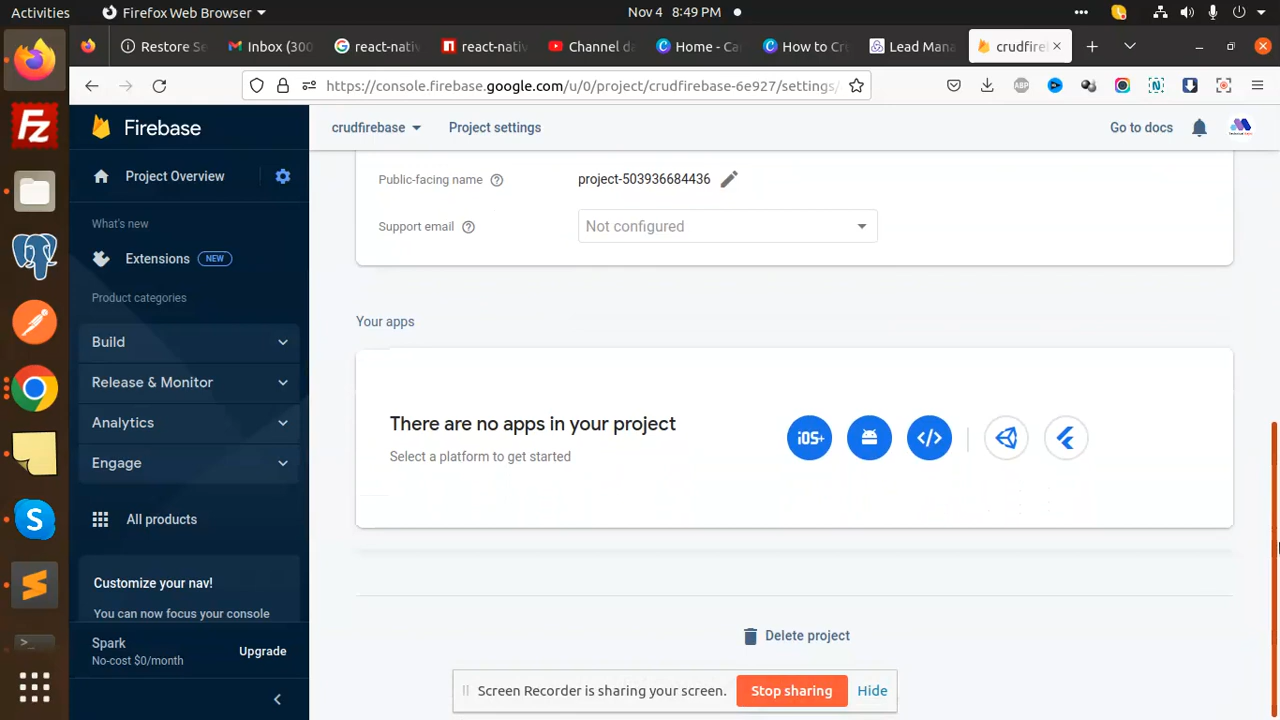 Activities
Firefox Web Browser
Nov 4 8:49 PM
Restore Se
Inbox (300
react-nativ
react-nativ
Channel da
Home - Ca
How to Cr
Lead Mana
crudfireb
https://console.firebase.google.com/u/0/project/crudfirebase-6e927/settings/
Firebase
crudfirebase
Project settings
Go to docs
Project Overview
What's new
Extensions
NEW
Product categories
Build
Release & Monitor
Analytics
Engage
All products
Customize your nav!
You can now focus your console
Spark
No-cost $0/month
Upgrade
Public-facing name
project-503936684436
Support email
Not configured
Your apps
There are no apps in your project
Select a platform to get started
iOS+
Delete project
Screen Recorder is sharing your screen.
Stop sharing
Hide